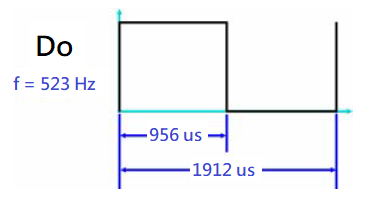 Do
f = 523 Hz
956 us
1912 us